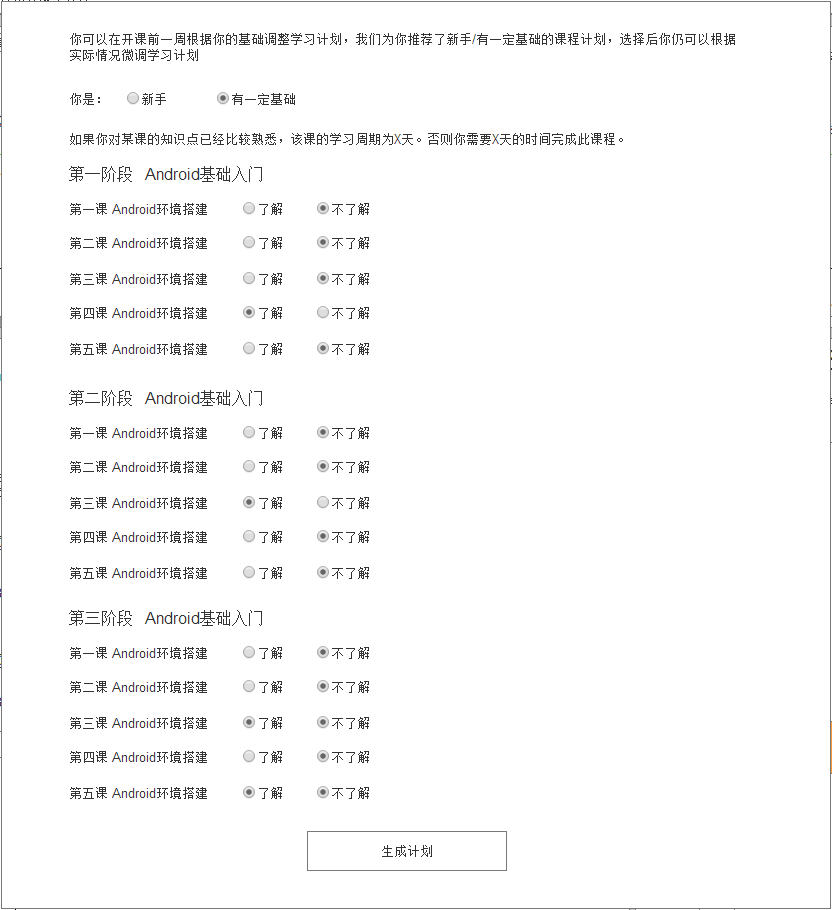 你可以在开课前一周根据你的基础调整学习计划，我们为你推荐了新手/有一定基础的课程计划，选择后你仍可以根据
实际情况微调学习计划
你是： 新手 有一定基础
如果你对某课的知识点已经比较熟悉，该课的学习周期为X天。否则你需要X天的时间完成此课程。
第一阶段 Android基础入门
第一课 Android环境搭建 了解 不了解
第二课 Android环境搭建 了解 不了解
第三课 Android环境搭建 了解 不了解
第四课 Android环境搭建 了解 不了解
第五课 Android环境搭建 了解 不了解
第二阶段 Android基础入门
第一课 Android环境搭建 了解 不了解
第二课 Android环境搭建 了解 不了解
第三课 Android环境搭建 了解 不了解
第四课 Android环境搭建 了解 不了解
第五课 Android环境搭建 了解 不了解
第三阶段 Android基础入门
第一课 Android环境搭建 了解 不了解
第二课 Android环境搭建 了解 不了解
第三课 Android环境搭建 了解 不了解
第四课 Android环境搭建 了解 不了解
第五课 Android环境搭建 了解 不了解
生成计划